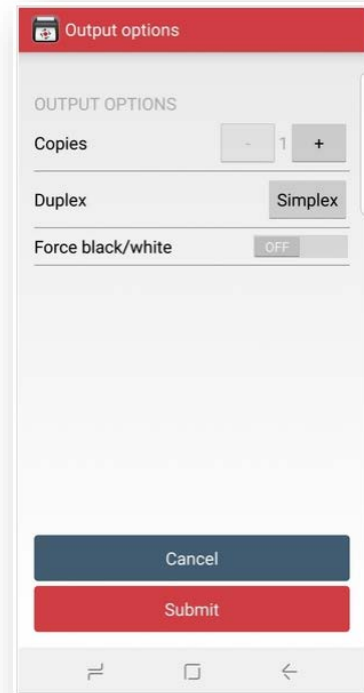 Output options
OUTPUT OPTIONS
Copies - 1 +
Duplex Simplex
Force black/white OFF
Cancel
Submit